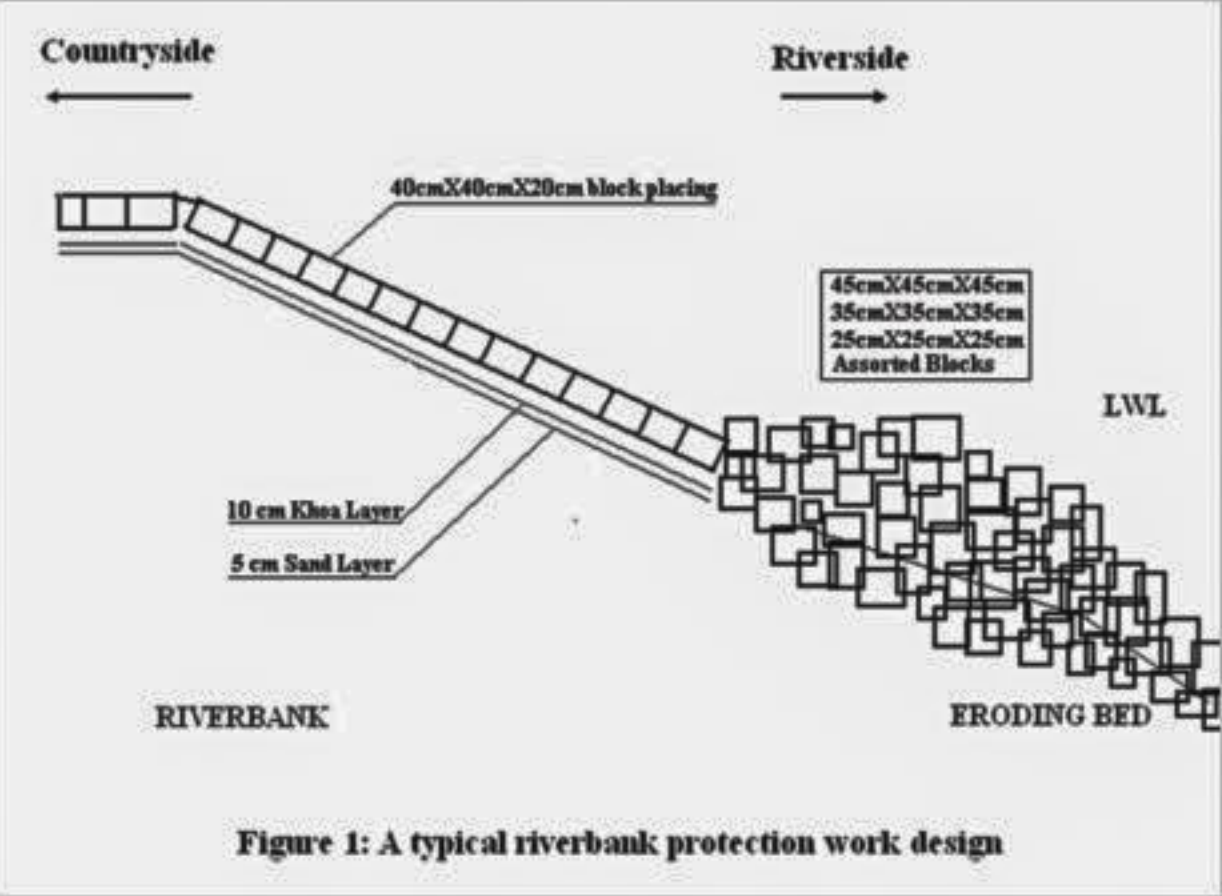 Countryside
Riverside
40cmX40cmX20cm block placing
45cmX45cmX45cm
35cmX35cmX35cm
25cmX25cmX25cm
Assorted Blocks
LWL
10 cm Khoa Layer
5 cm Sand Layer
RIVERBANK
ERODING BED
Figure 1: A typical riverbank protection work design